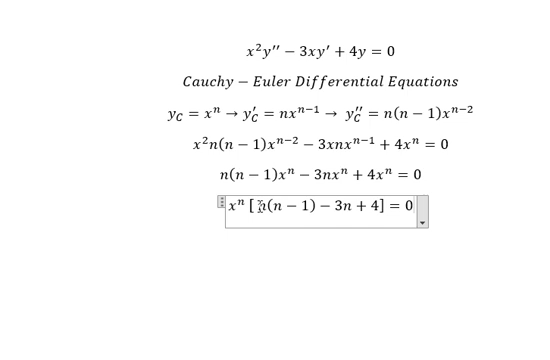 x²y′′ − 3xy′ + 4y = 0
Cauchy − Euler Differential Equations
y_C = xⁿ → y′_C = nxⁿ⁻¹ → y′′_C = n(n − 1)xⁿ⁻²
x²n(n − 1)xⁿ⁻² − 3xnxⁿ⁻¹ + 4xⁿ = 0
n(n − 1)xⁿ − 3nxⁿ + 4xⁿ = 0
xⁿ [n(n − 1) − 3n + 4] = 0